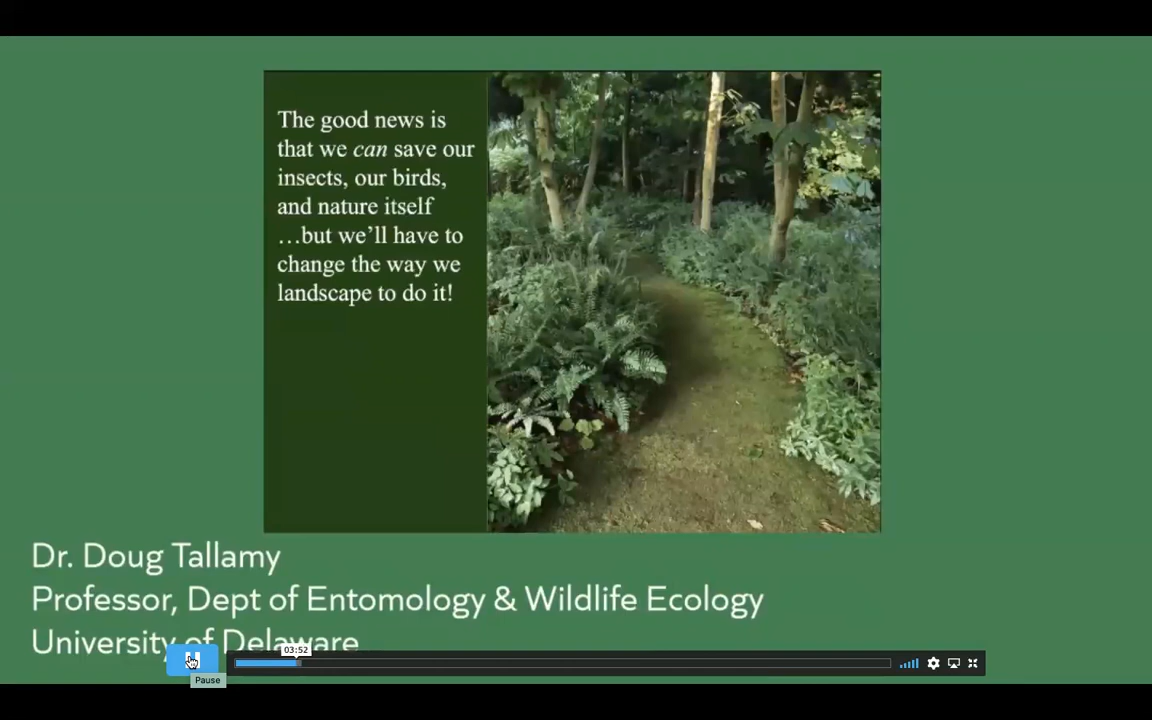 The good news is
that we can save our
insects, our birds,
and nature itself
…but we’ll have to
change the way we
landscape to do it!
Dr. Doug Tallamy
Professor, Dept of Entomology & Wildlife Ecology
University of Delaware
03:52
Pause